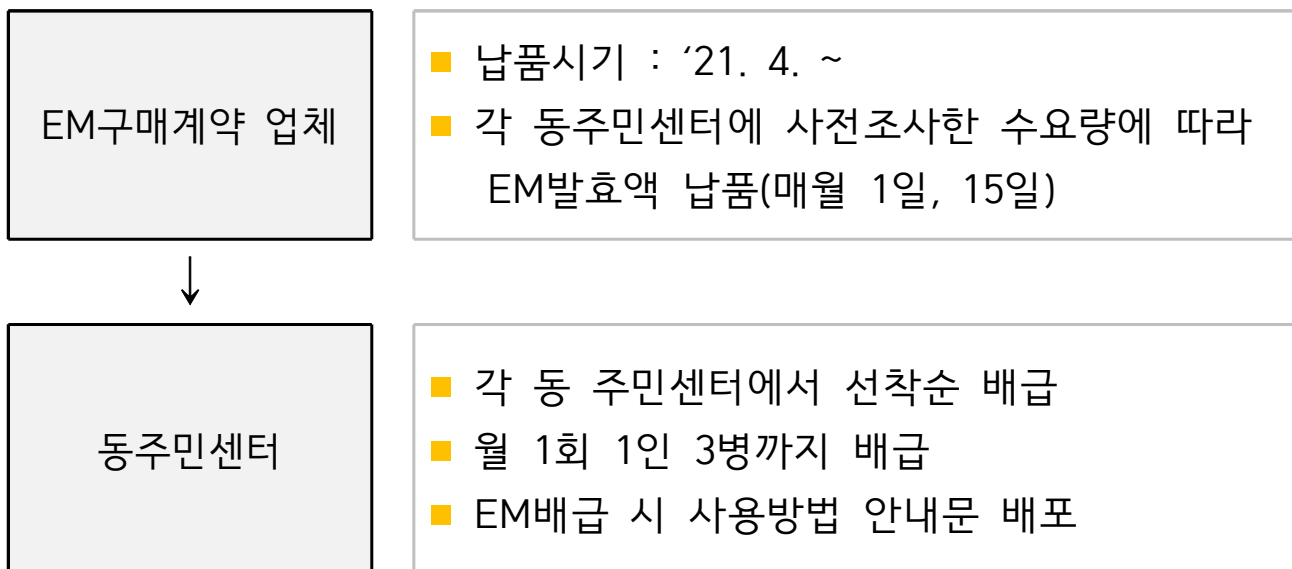 EM구매계약 업체
■ 납품시기 : ‘21. 4. ~
■ 각 동주민센터에 사전조사한 수요량에 따라
EM발효액 납품(매월 1일, 15일)
↓
동주민센터
■ 각 동 주민센터에서 선착순 배급
■ 월 1회 1인 3병까지 배급
■ EM배급 시 사용방법 안내문 배포